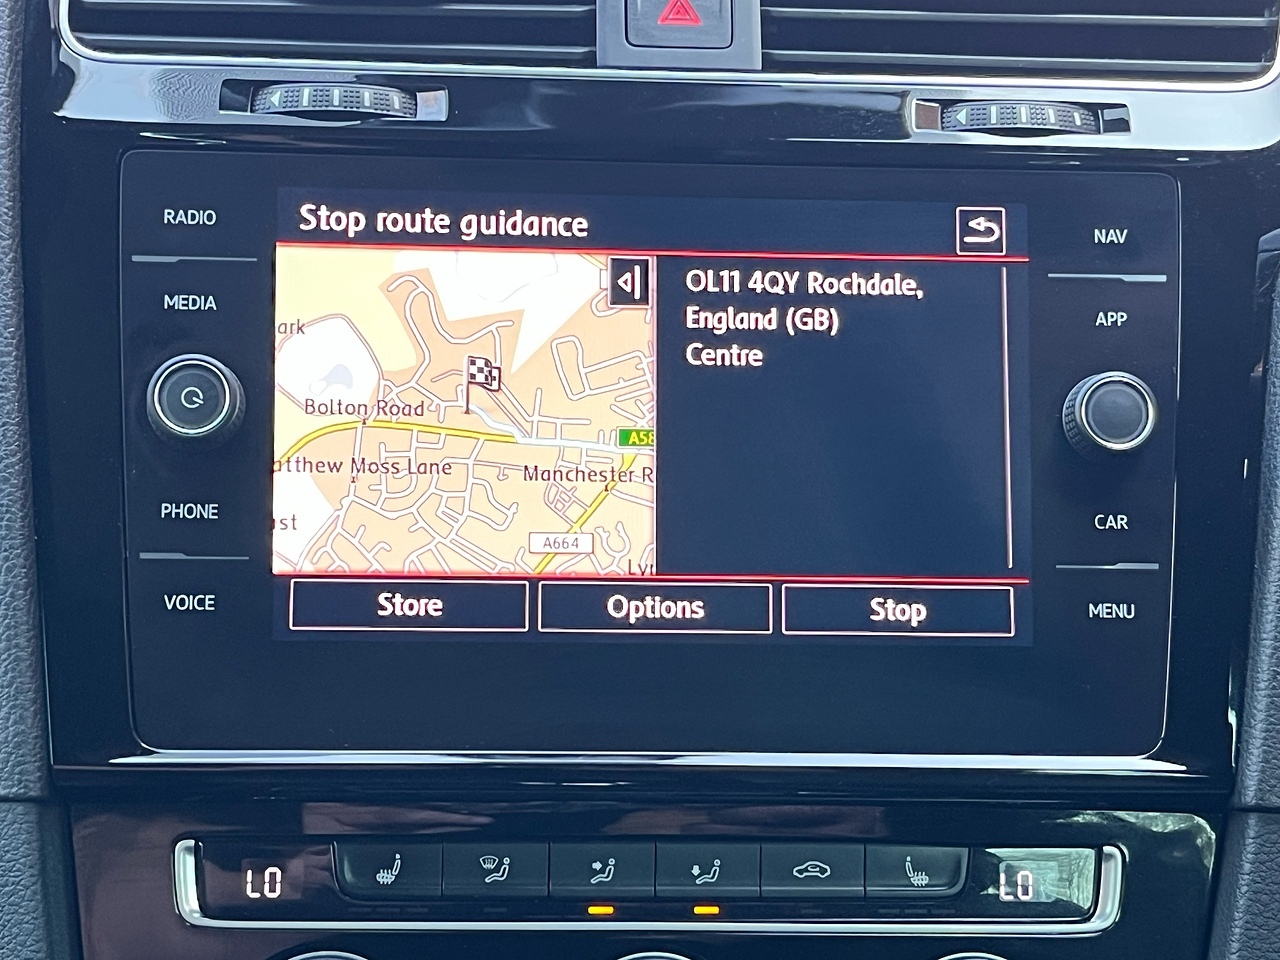 RADIO
MEDIA
PHONE
VOICE
Stop route guidance
OL11 4QY Rochdale,
England (GB)
Centre
ark
Bolton Road
A58
tthew Moss Lane
Manchester R
st
A664
Store
Options
Stop
NAV
APP
CAR
MENU
LO
LO